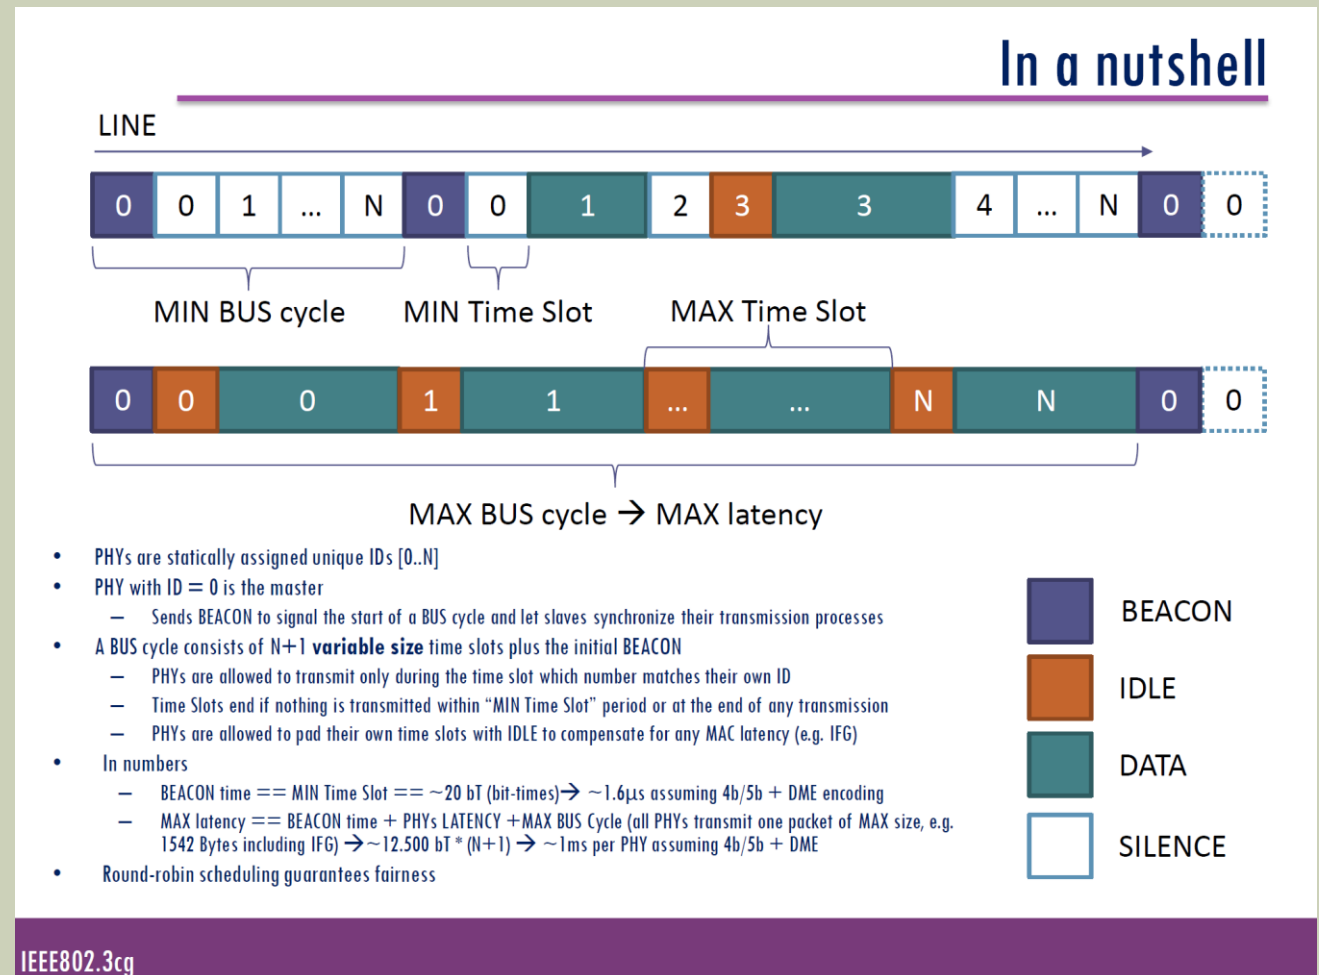 In a nutshell
LINE
0 0 1 ... N 0 0 1 2 3 3 4 ... N 0 0
MIN BUS cycle MIN Time Slot MAX Time Slot
0 0 0 1 1 ... ... N N 0 0
MAX BUS cycle → MAX latency
• PHYs are statically assigned unique IDs [0..N]
• PHY with ID = 0 is the master
– Sends BEACON to signal the start of a BUS cycle and let slaves synchronize their transmission processes
• A BUS cycle consists of N+1 variable size time slots plus the initial BEACON
– PHYs are allowed to transmit only during the time slot which number matches their own ID
– Time Slots end if nothing is transmitted within “MIN Time Slot” period or at the end of any transmission
– PHYs are allowed to pad their own time slots with IDLE to compensate for any MAC latency (e.g. IFG)
• In numbers
– BEACON time == MIN Time Slot == ~20 bT (bit-times)→ ~1.6µs assuming 4b/5b + DME encoding
– MAX latency == BEACON time + PHYs LATENCY +MAX BUS Cycle (all PHYs transmit one packet of MAX size, e.g.
1542 Bytes including IFG) →~12.500 bT * (N+1) → ~1ms per PHY assuming 4b/5b + DME
• Round-robin scheduling guarantees fairness
BEACON
IDLE
DATA
SILENCE
IEEE802.3cg